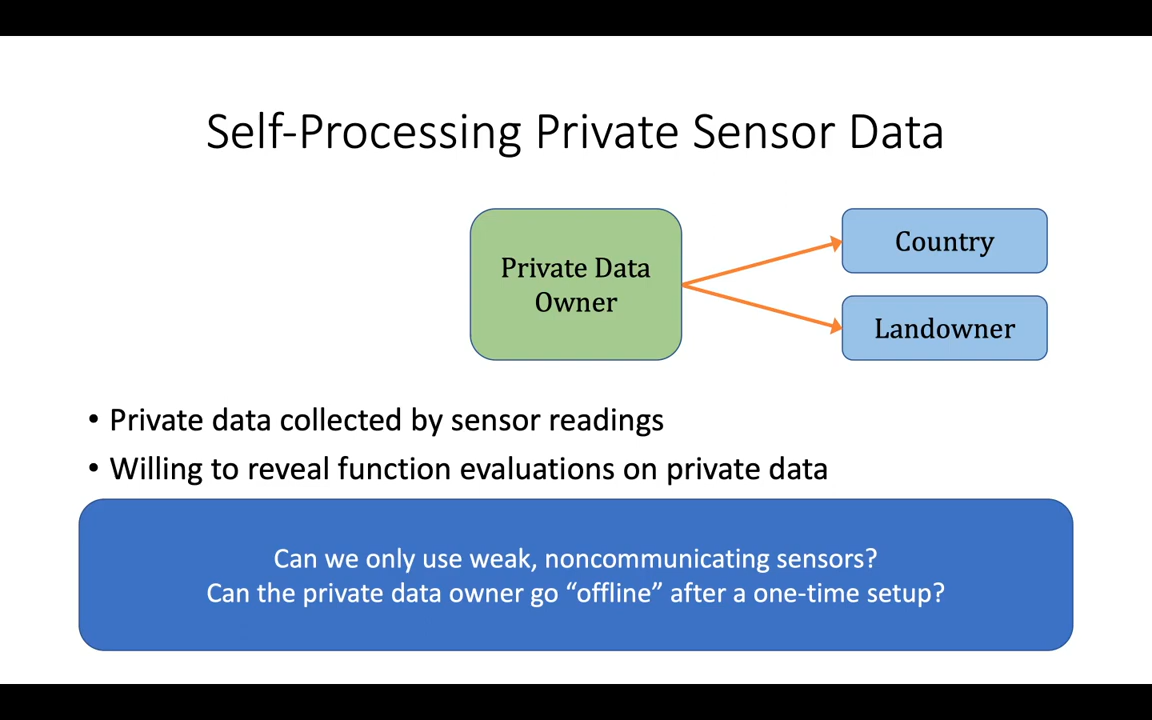 Self-Processing Private Sensor Data
Private Data
Owner
Country
Landowner
• Private data collected by sensor readings
• Willing to reveal function evaluations on private data
Can we only use weak, noncommunicating sensors?
Can the private data owner go “offline” after a one-time setup?